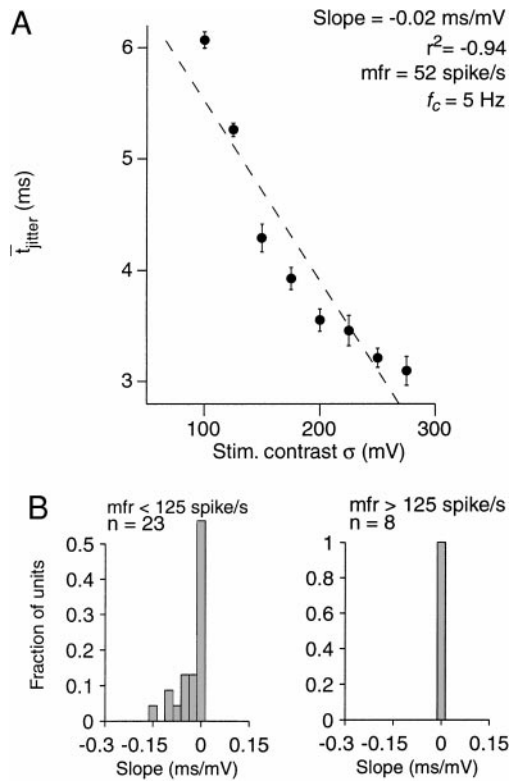 A
Slope = -0.02 ms/mV
r²= -0.94
mfr = 52 spike/s
f_c = 5 Hz
6
5
4
3
t̄_jitter (ms)
100 200 300
Stim. contrast σ (mV)
B
mfr < 125 spike/s
n = 23
0.5
0.4
0.3
0.2
0.1
0
Fraction of units
-0.3 -0.15 0 0.15
Slope (ms/mV)
mfr > 125 spike/s
n = 8
1
0.8
0.6
0.4
0.2
0
-0.3 -0.15 0 0.15
Slope (ms/mV)